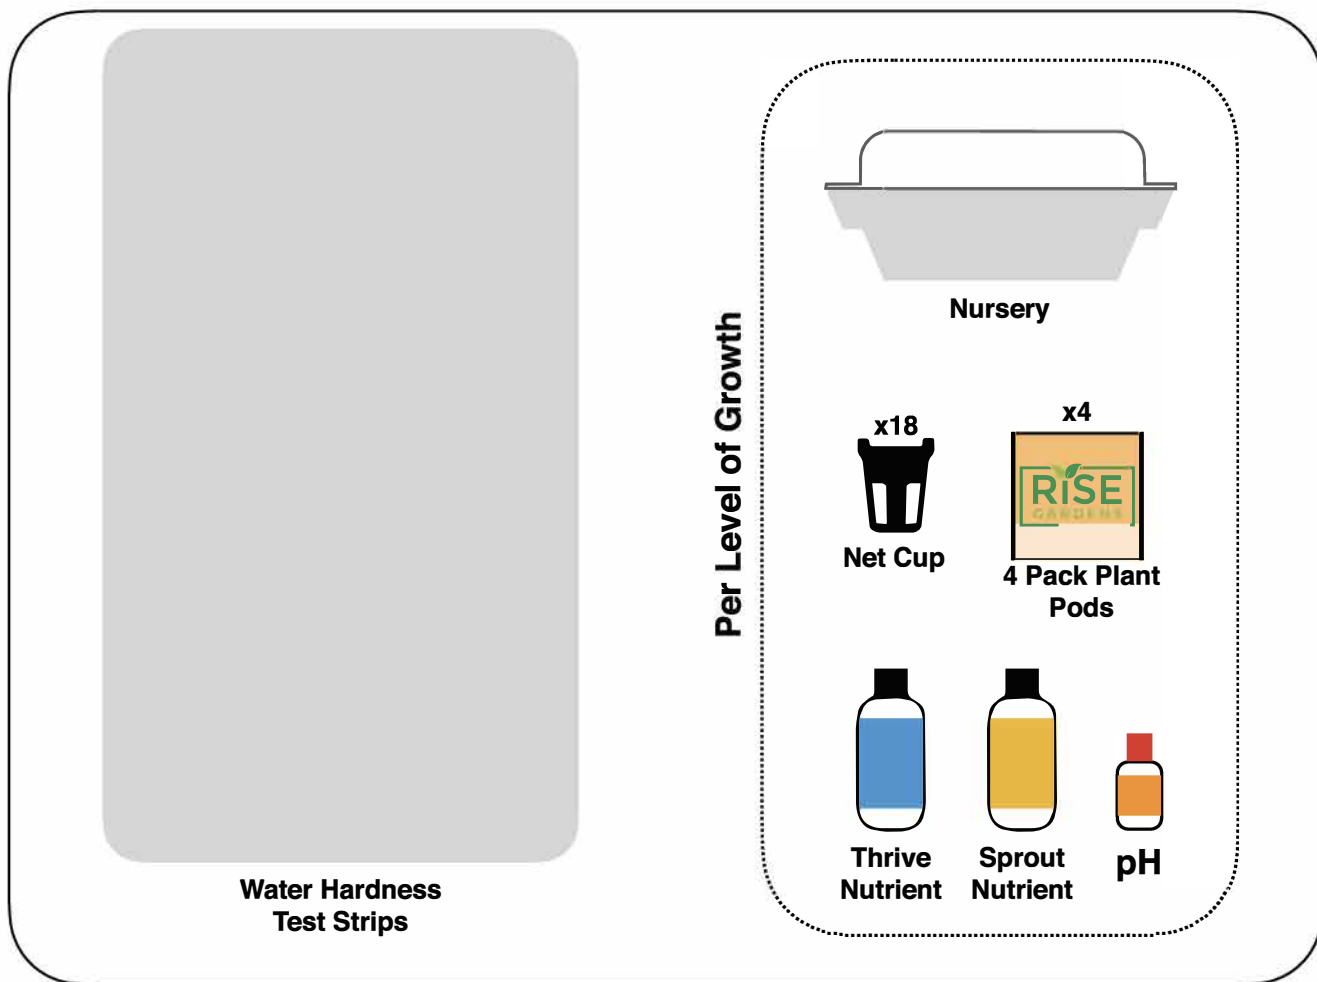 Per Level of Growth
Nursery
x18
x4
RiSE
GARDENS
Net Cup
4 Pack Plant
Pods
Thrive
Nutrient
Sprout
Nutrient
pH
Water Hardness
Test Strips